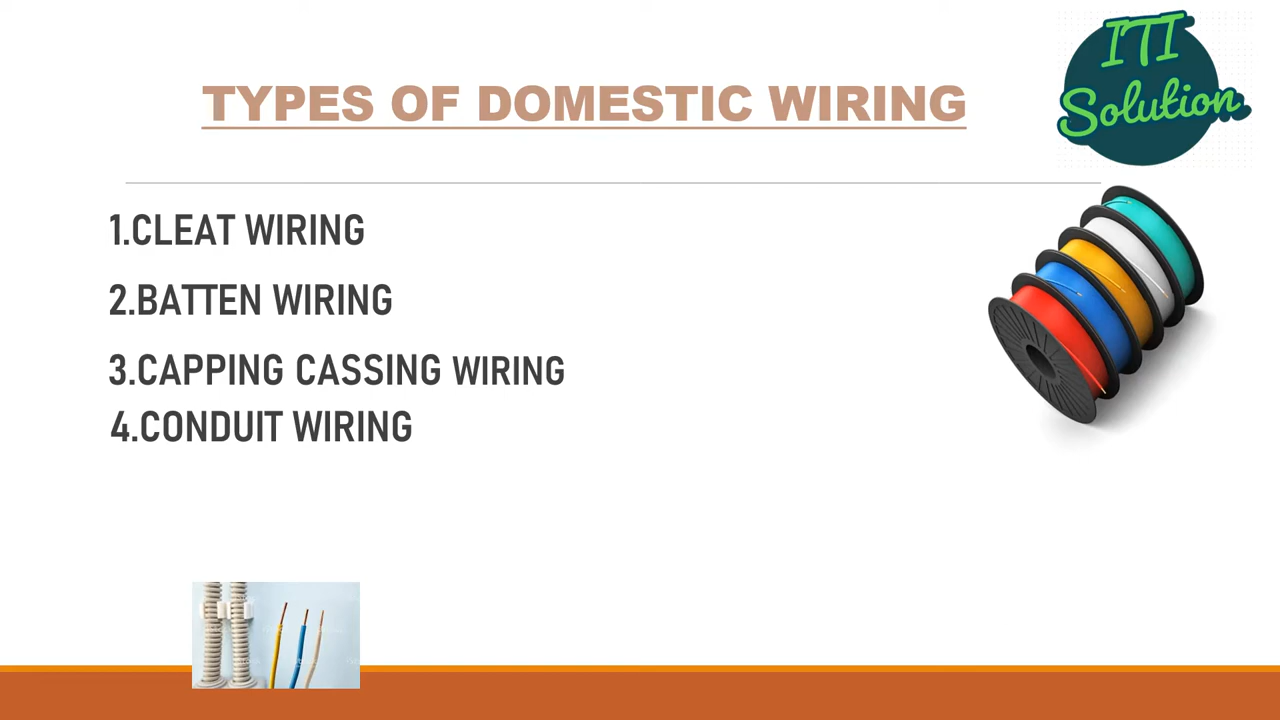 ITI
Solution
TYPES OF DOMESTIC WIRING
1.CLEAT WIRING
2.BATTEN WIRING
3.CAPPING CASSING WIRING
4.CONDUIT WIRING